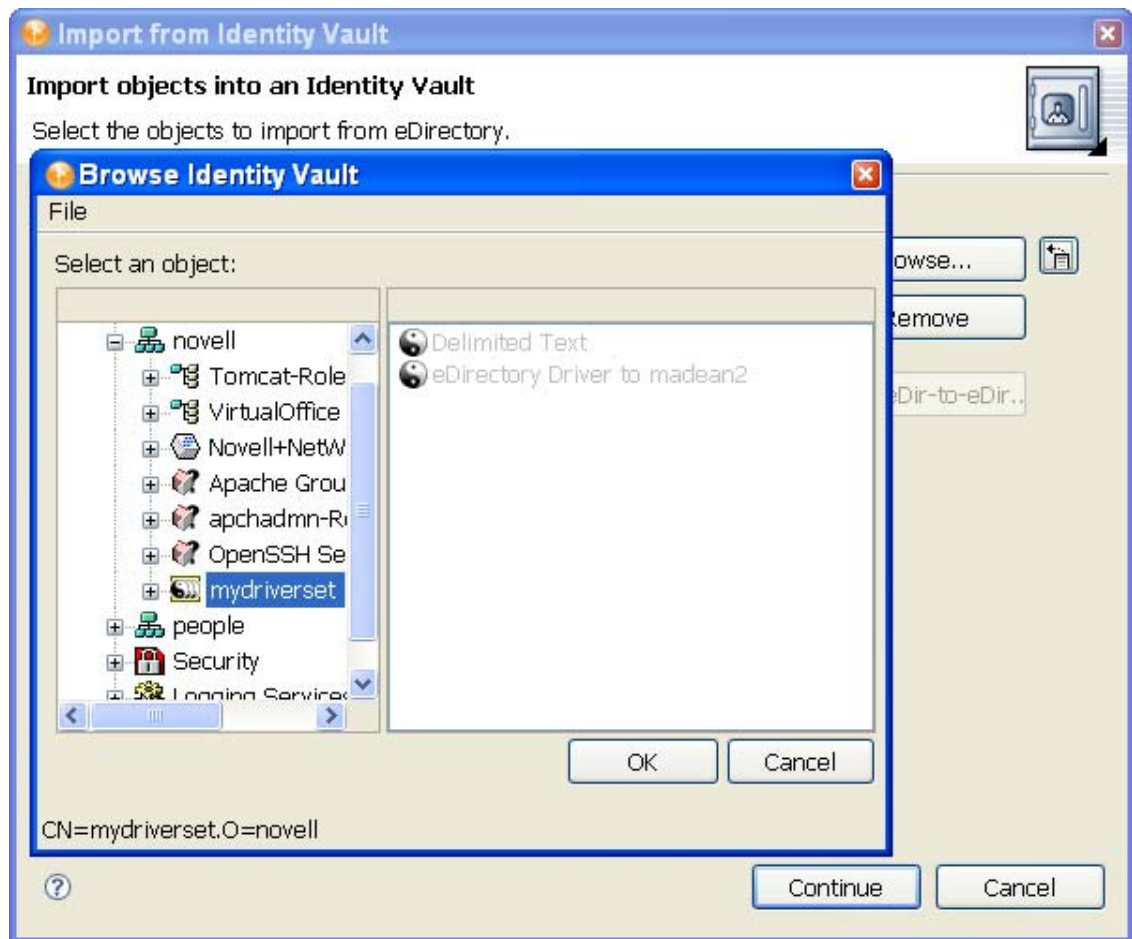 Import from Identity Vault
Import objects into an Identity Vault
Select the objects to import from eDirectory.
Browse Identity Vault
File
Select an object:
owse...
emove
eDir-to-eDir..
novell
Tomcat-Role
VirtualOffice
Novell+NetW
Apache Grou
apchadmn-R
OpenSSH Se
mydriverset
people
Security
Logging Services
Delimited Text
eDirectory Driver to madean2
OK
Cancel
CN=mydriverset.O=novell
Continue
Cancel